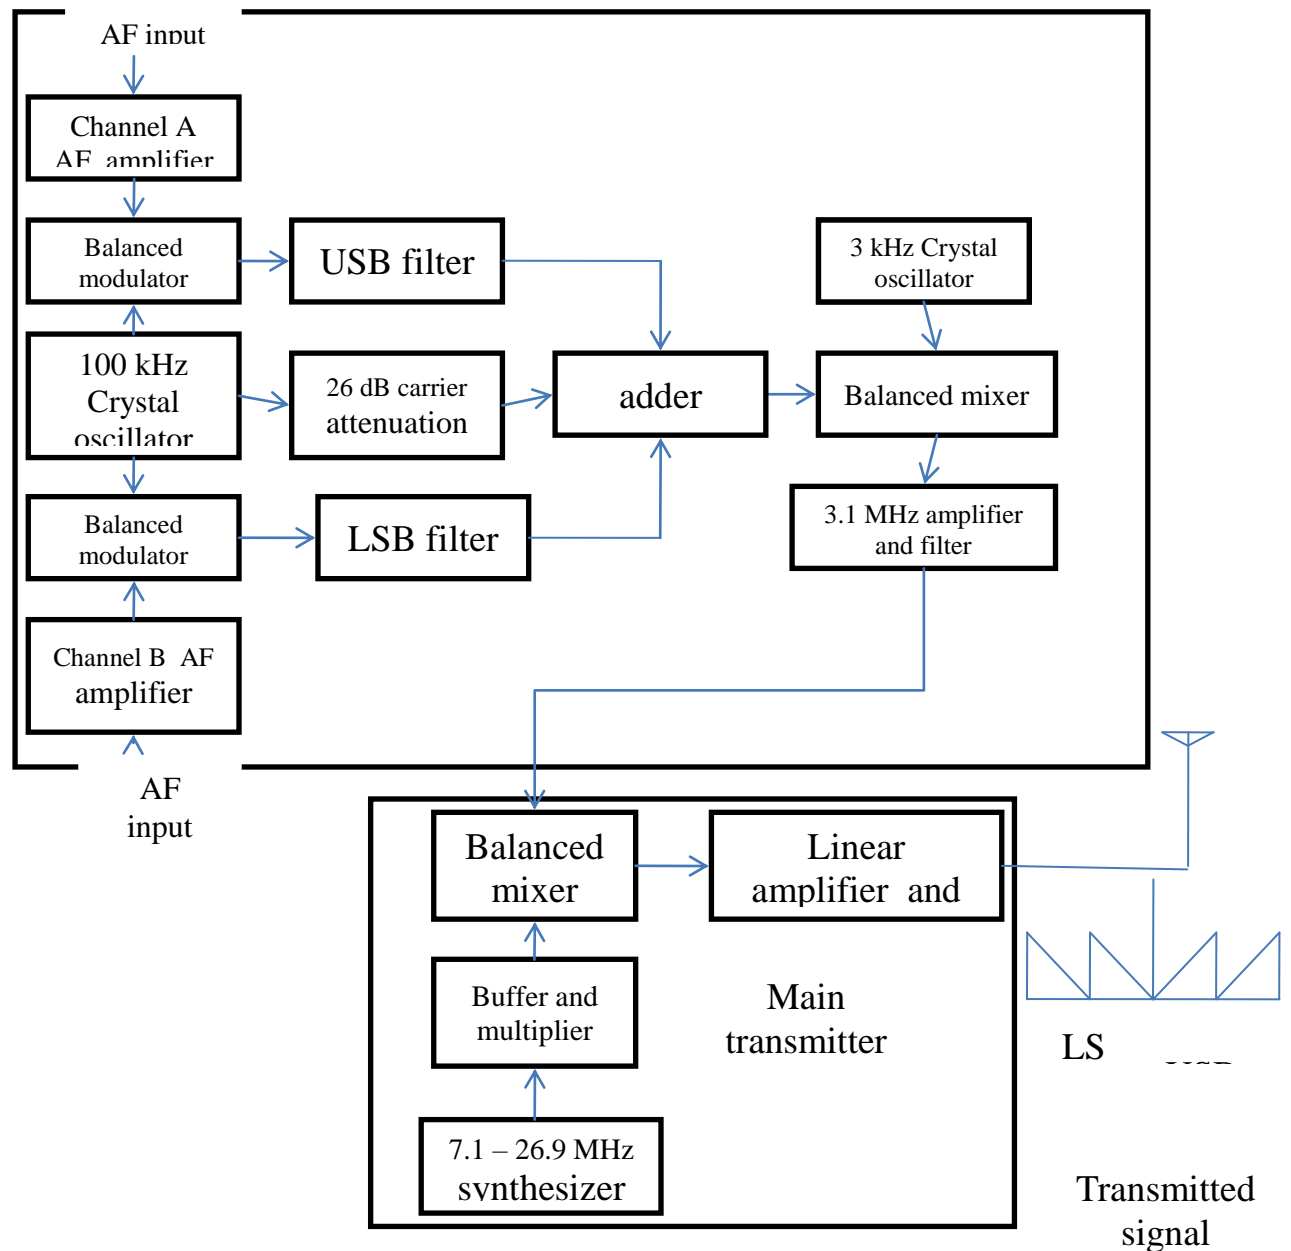 AF input
Channel A
AF amplifier
Balanced
modulator
USB filter
3 kHz Crystal
oscillator
100 kHz
Crystal
oscillator
26 dB carrier
attenuation
adder
Balanced mixer
Balanced
modulator
LSB filter
3.1 MHz amplifier
and filter
Channel B AF
amplifier
AF
input
Balanced
mixer
Linear
amplifier and
Buffer and
multiplier
Main
transmitter
LS
USB
7.1 – 26.9 MHz
synthesizer
Transmitted
signal